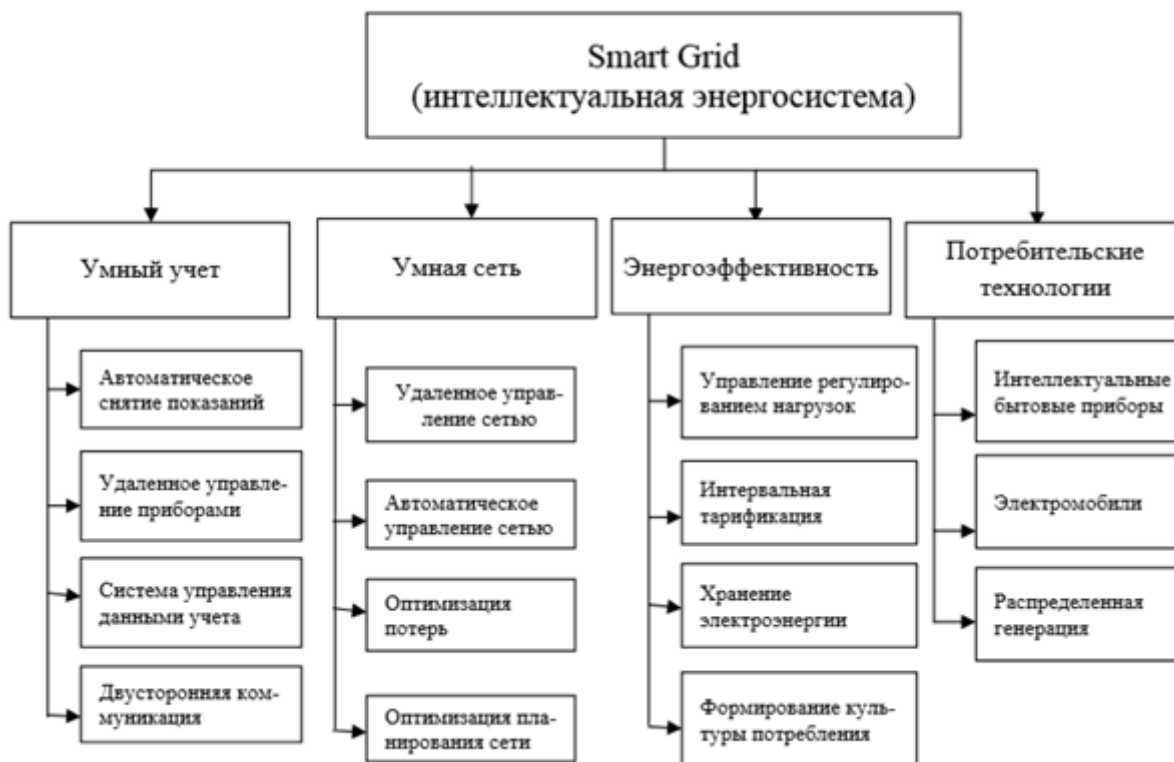 Smart Grid
(интеллектуальная энергосистема)
Умный учет
Автоматическое
снятие показаний
Удаленное управле-
ние приборами
Система управления
данными учета
Двусторонняя ком-
муникация
Умная сеть
Удаленное управ-
ление сетью
Автоматическое
управление сетью
Оптимизация
потерь
Оптимизация пла-
нирования сети
Энергоэффективность
Управление регулиро-
ванием нагрузок
Интервальная
тарификация
Хранение
электроэнергии
Формирование куль-
туры потребления
Потребительские
технологии
Интеллектуальные
бытовые приборы
Электромобили
Распределенная
генерация